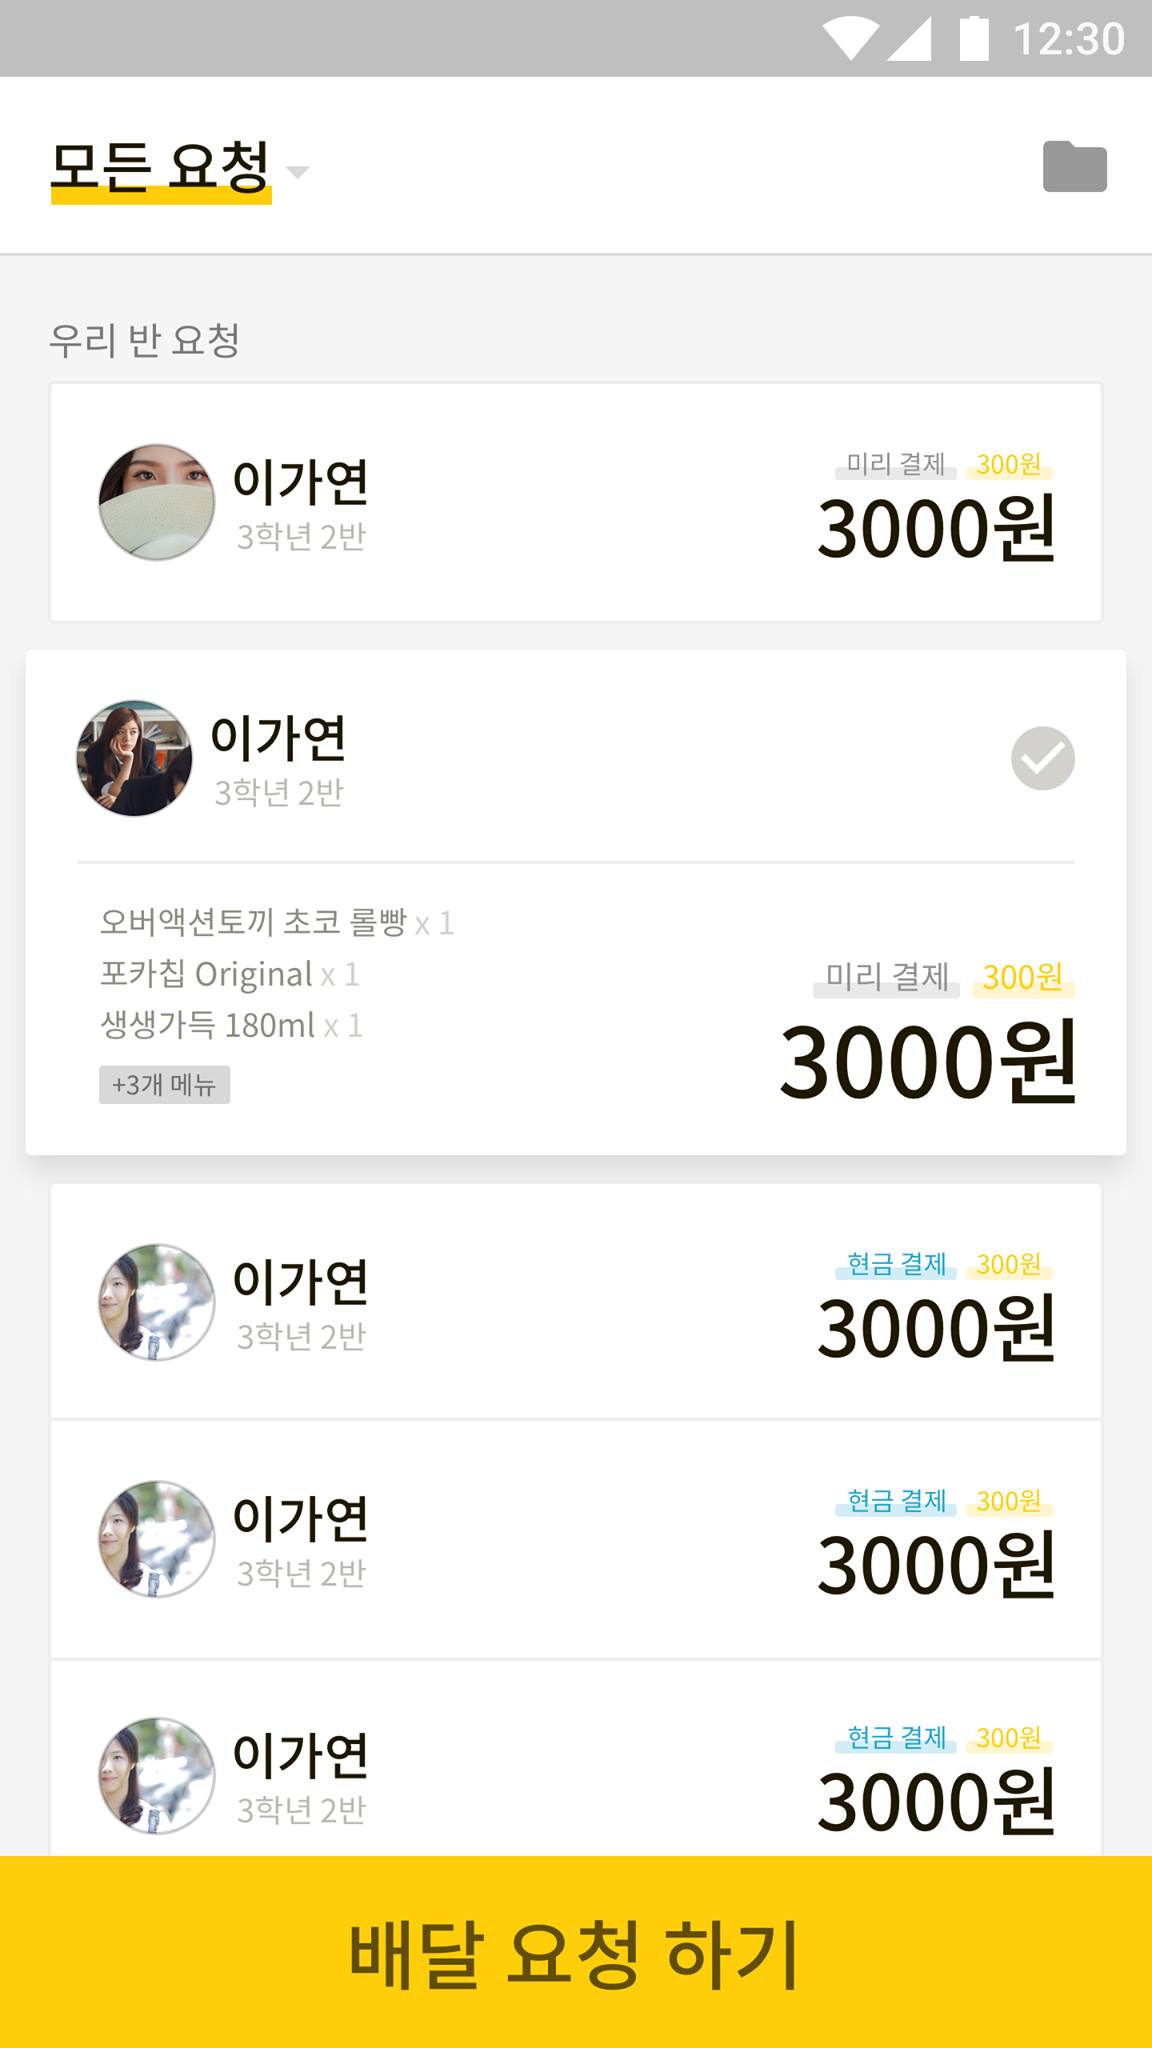 12:30
모든 요청
우리 반 요청
이가연
3학년 2반
미리 결제 300원
3000원
이가연
3학년 2반
오버액션토끼 초코 롤빵 x 1
포카칩 Original x 1
생생가득 180ml x 1
+3개 메뉴
미리 결제 300원
3000원
이가연
3학년 2반
현금 결제 300원
3000원
이가연
3학년 2반
현금 결제 300원
3000원
이가연
3학년 2반
현금 결제 300원
3000원
배달 요청 하기